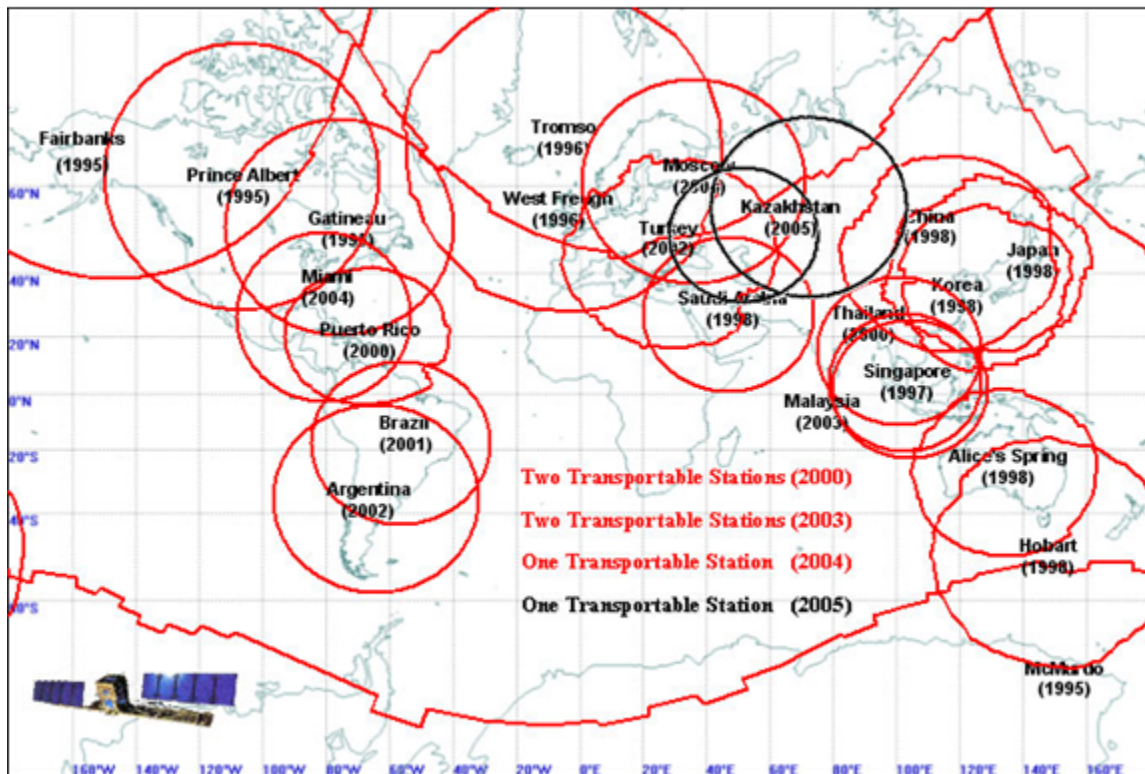 Fairbanks
(1995)
Prince Albert
(1995)
Gatineau
Miami
(2004)
Puerto Rico
(2000)
Brazil
(2001)
Argentina
(2002)
Tromso
(1996)
West Freugn
(1996)
Moscow
(2006)
Turkey
(2002)
Kazakhstan
(2005)
Saudi Arabia
(1998)
China
(1998)
Japan
(1998)
Korea
(1998)
Thailand
(2000)
Singapore
(1997)
Malaysia
(2003)
Alice's Spring
(1998)
Hobart
(1998)
McMurdo
(1995)
Two Transportable Stations (2000)
Two Transportable Stations (2003)
One Transportable Station (2004)
One Transportable Station (2005)
60°N
40°N
20°N
0°N
20°S
40°S
60°S
160°W 140°W 120°W 100°W 80°W 60°W 40°W 20°W 0°E 20°E 40°E 60°E 80°E 100°E 120°E 140°E 160°E